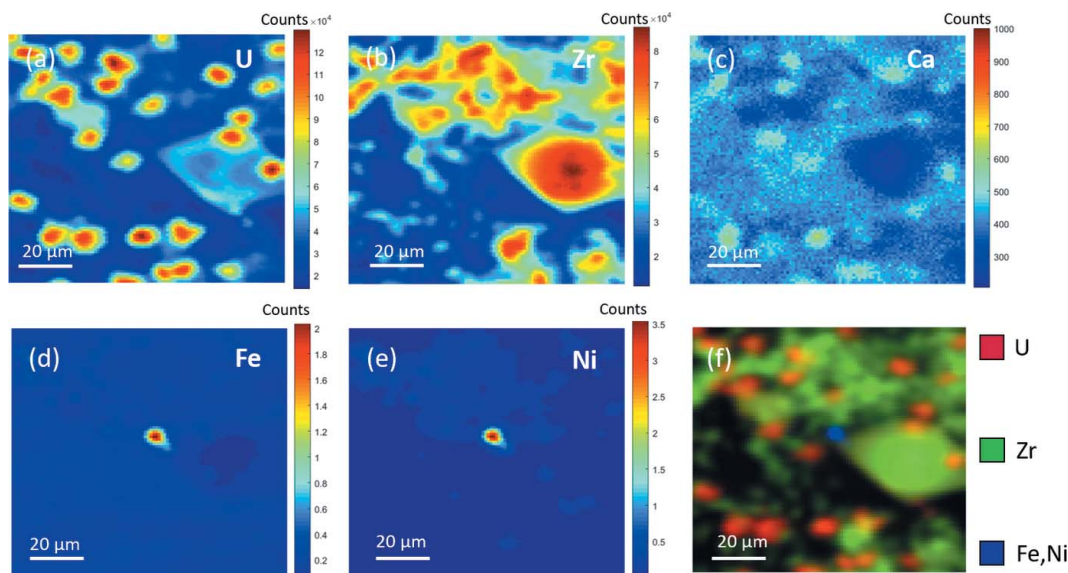 Counts ×10⁴
Counts ×10⁴
Counts
(a) U
13
12
11
10
9
8
7
6
5
4
3
2
20 µm
(b) Zr
8
7
6
5
4
3
2
20 µm
(c) Ca
1000
900
800
700
600
500
400
300
20 µm
Counts ×10⁴
Counts ×10⁴
(d) Fe
2
1.8
1.6
1.4
1.2
1
0.8
0.6
0.4
0.2
20 µm
(e) Ni
3.5
3
2.5
2
1.5
1
0.5
20 µm
(f)
20 µm
U
Zr
Fe,Ni